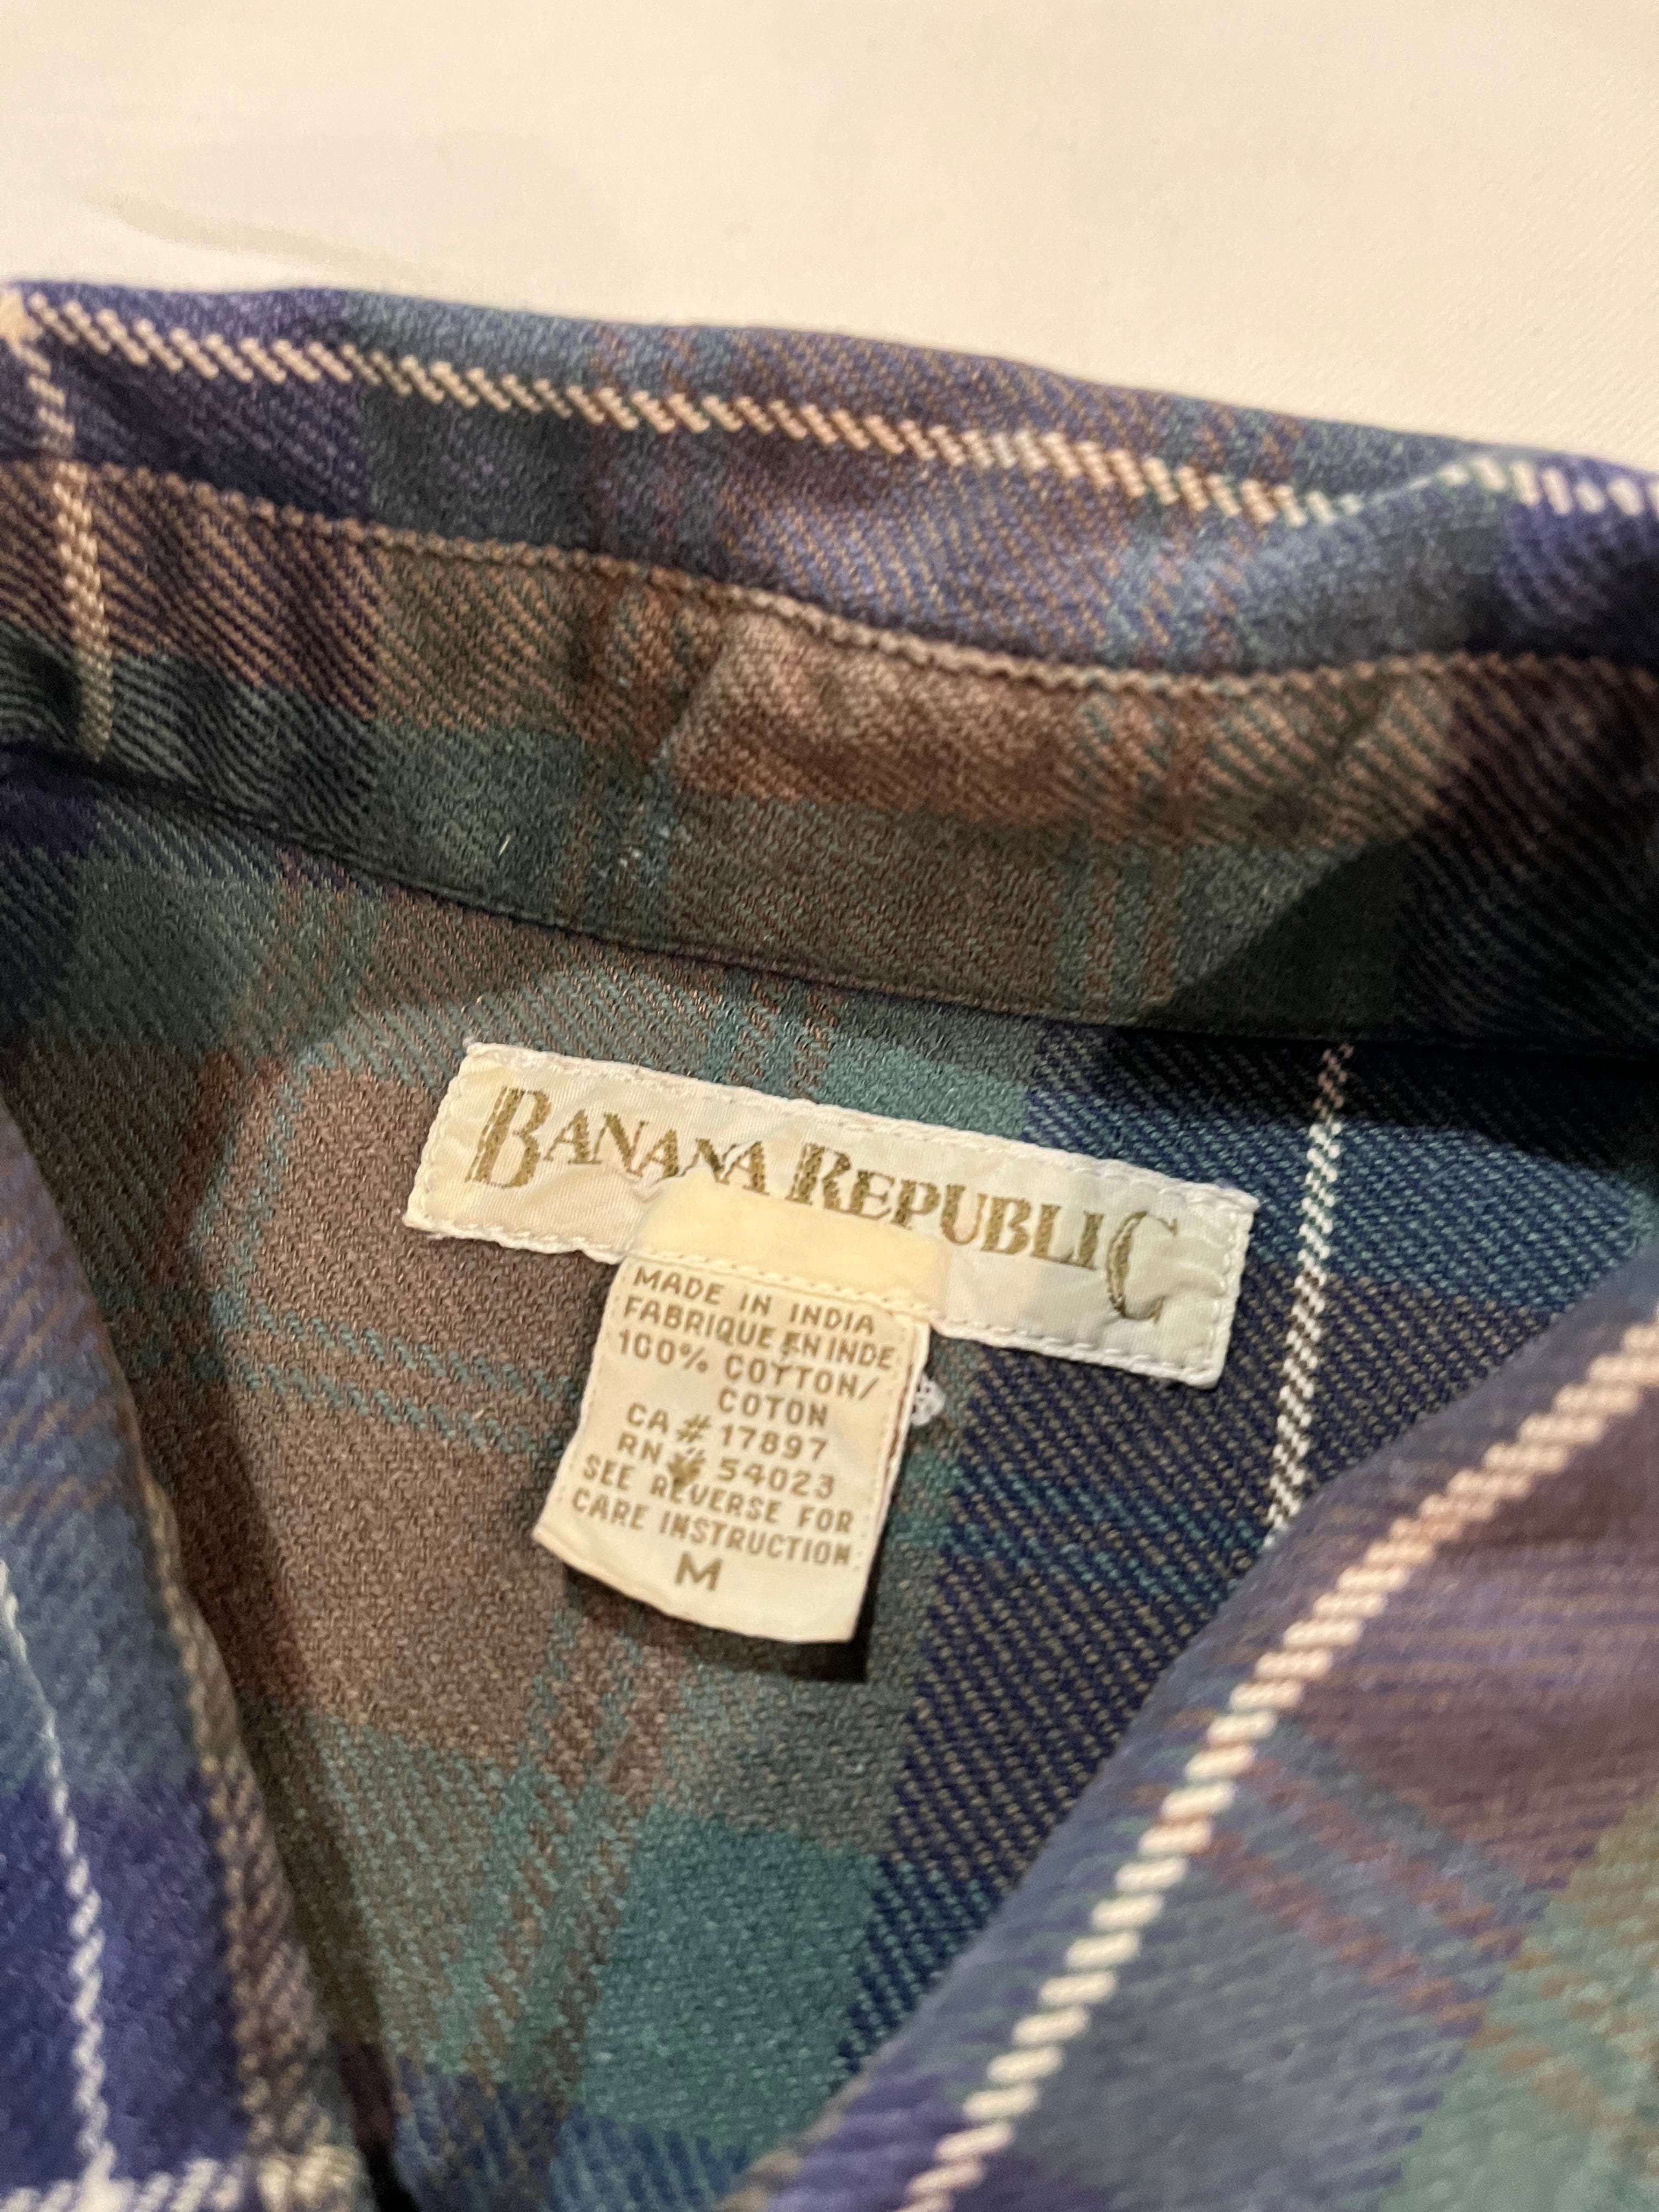 BANANA REPUBLIC
MADE IN INDIA
FABRIQUE EN INDE
100% COTTON/
COTON
CA # 17897
RN # 54023
SEE REVERSE FOR
CARE INSTRUCTION
M